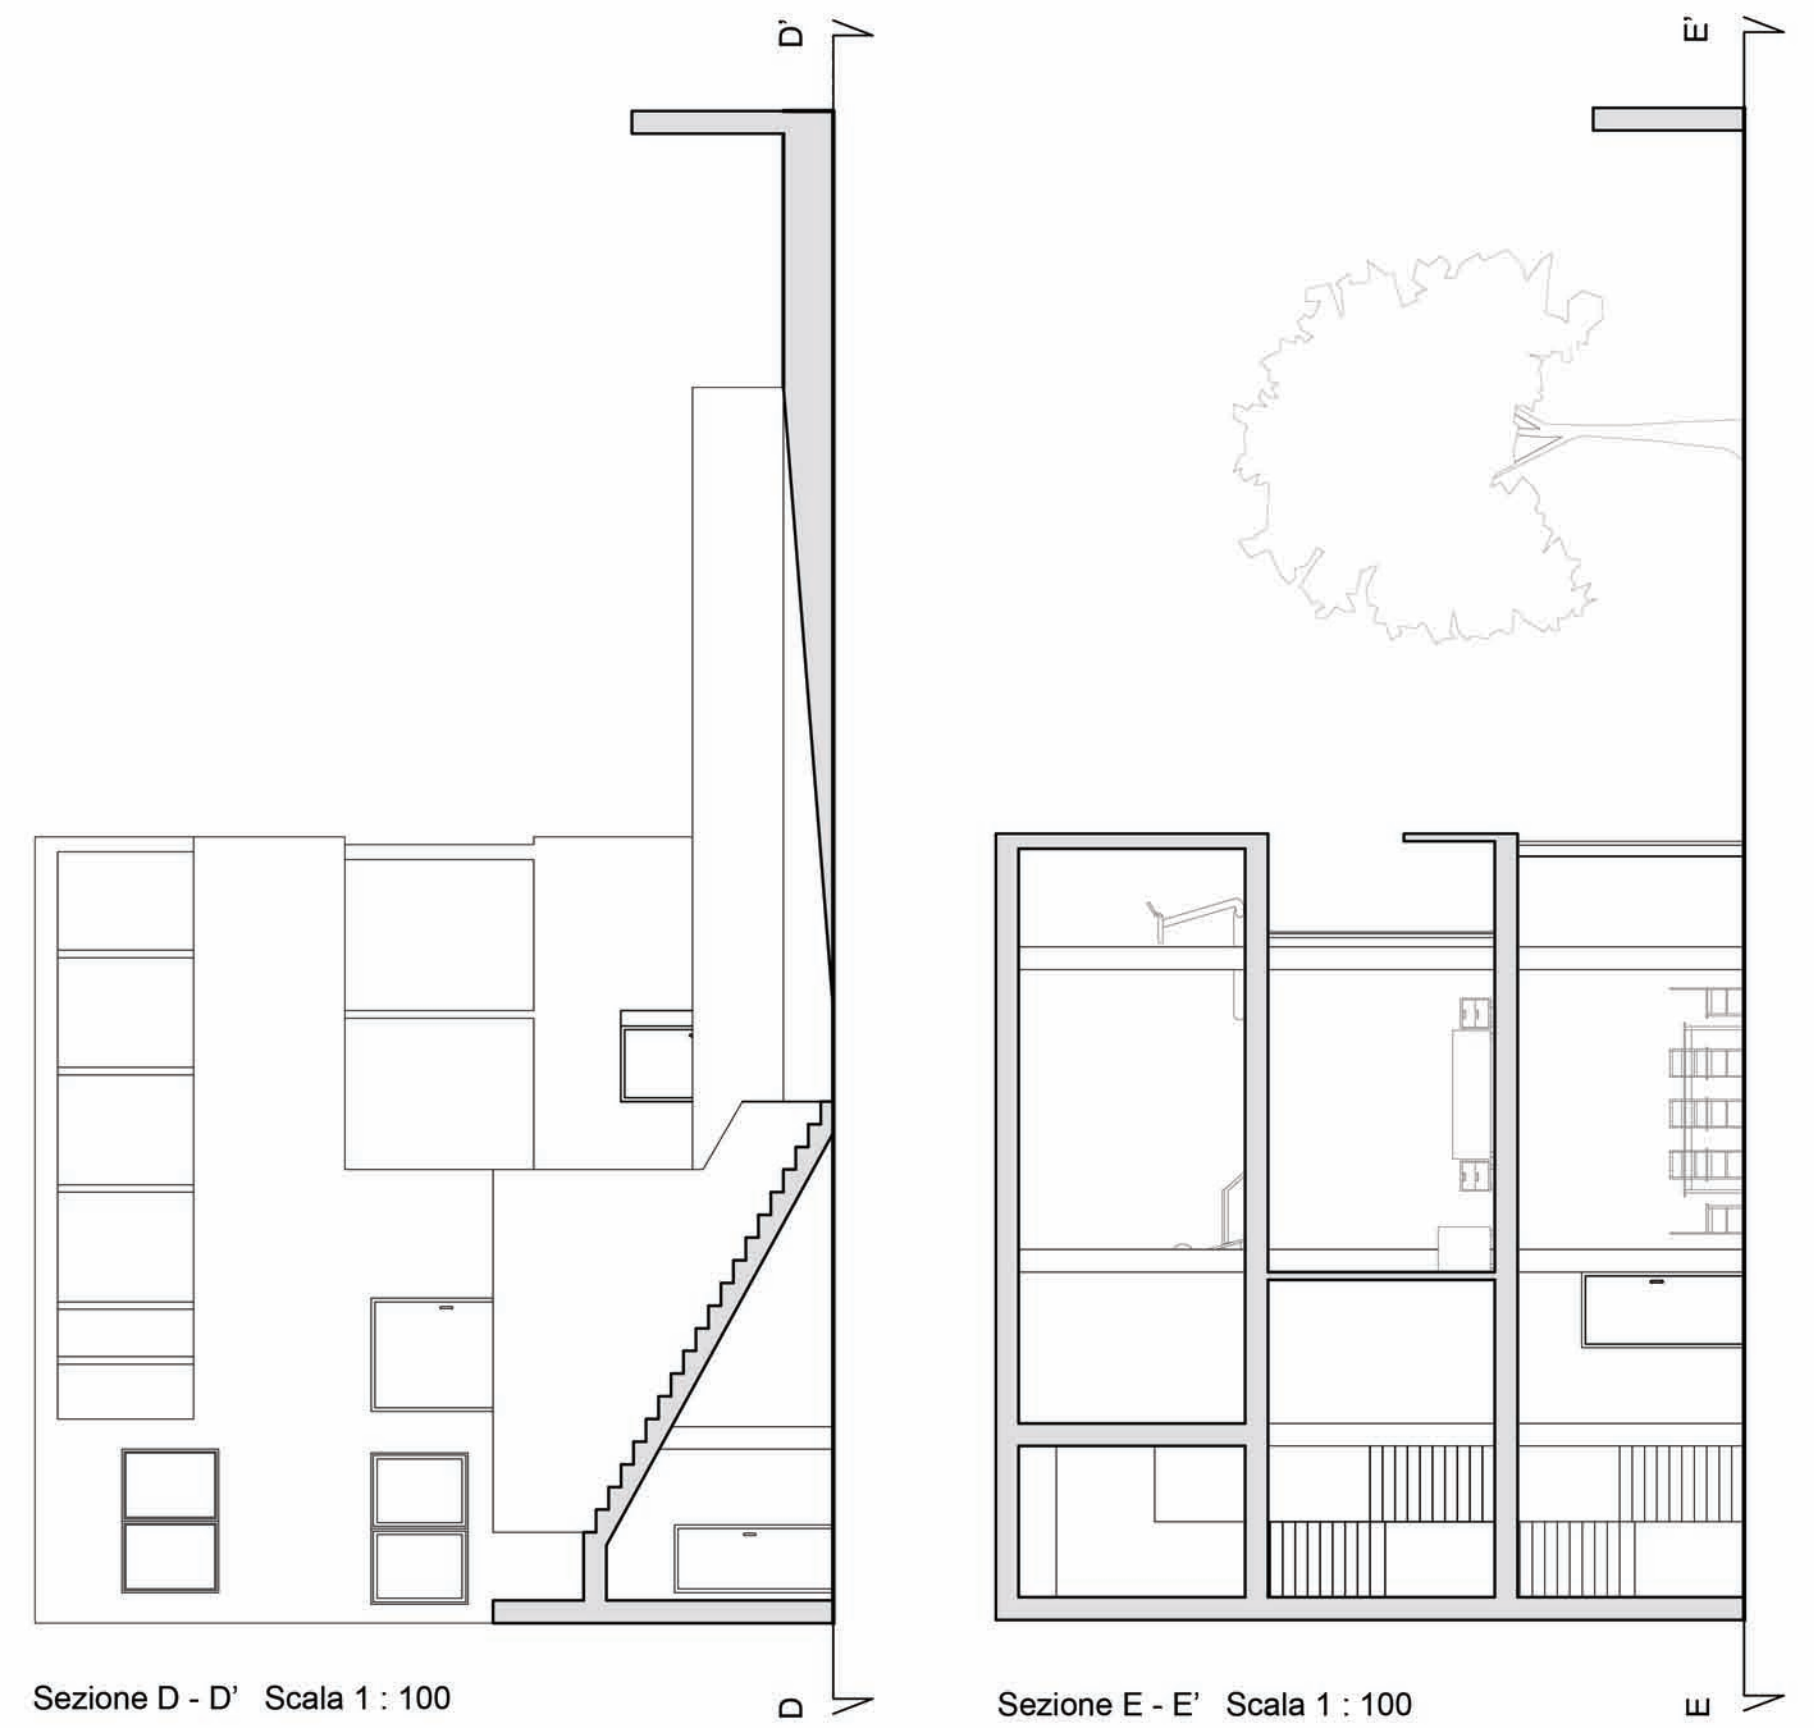 D'
E'
Sezione D - D' Scala 1 : 100
D
Sezione E - E' Scala 1 : 100
E